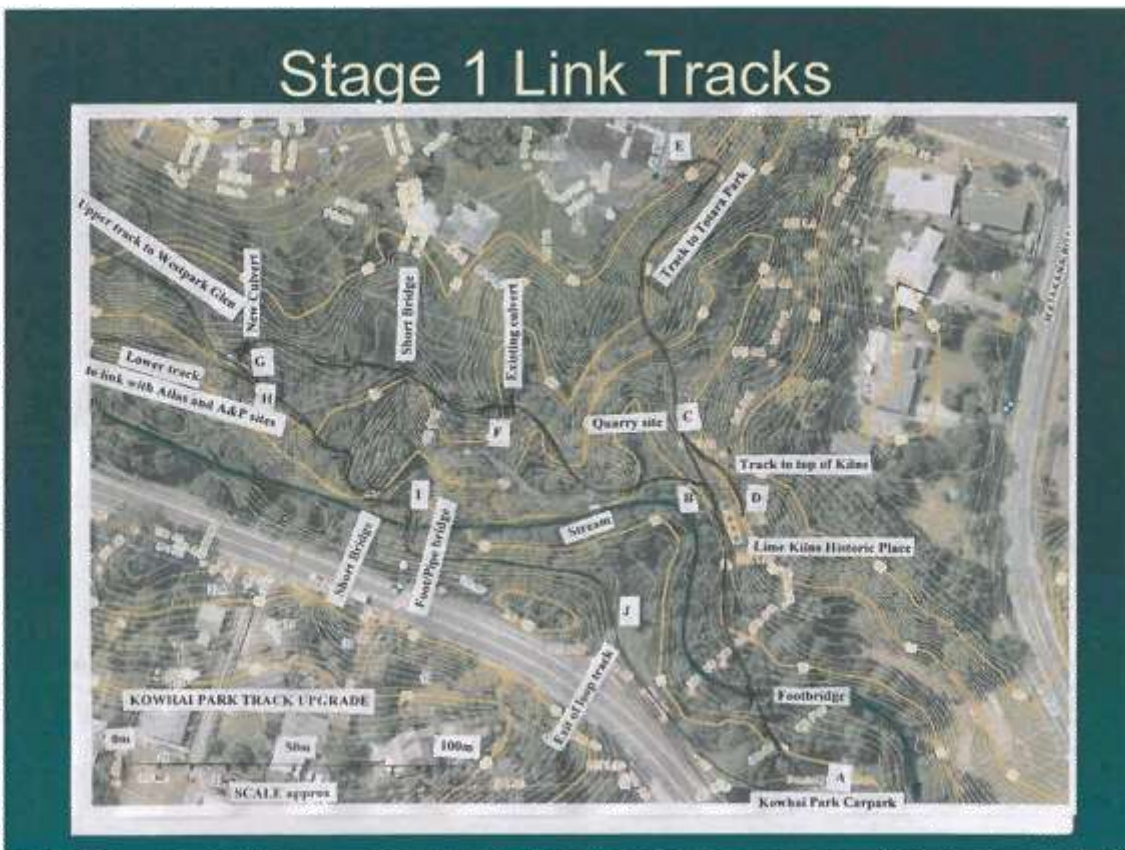 Stage 1 Link Tracks
E
Upper track to Westpark Glen
New Culvert
Short Bridge
Existing culvert
Track to Totara Park
G
Lower track
to link with Atlas and A&P sites
H
F
Quarry site
C
Track to top of Kilns
I
B
D
Stream
Lime Kilns Historic Place
Short Bridge
Foot/Pipe bridge
J
Exit of loop track
Footbridge
KOWHAI PARK TRACK UPGRADE
0m
50m
100m
SCALE approx
A
Kowhai Park Carpark